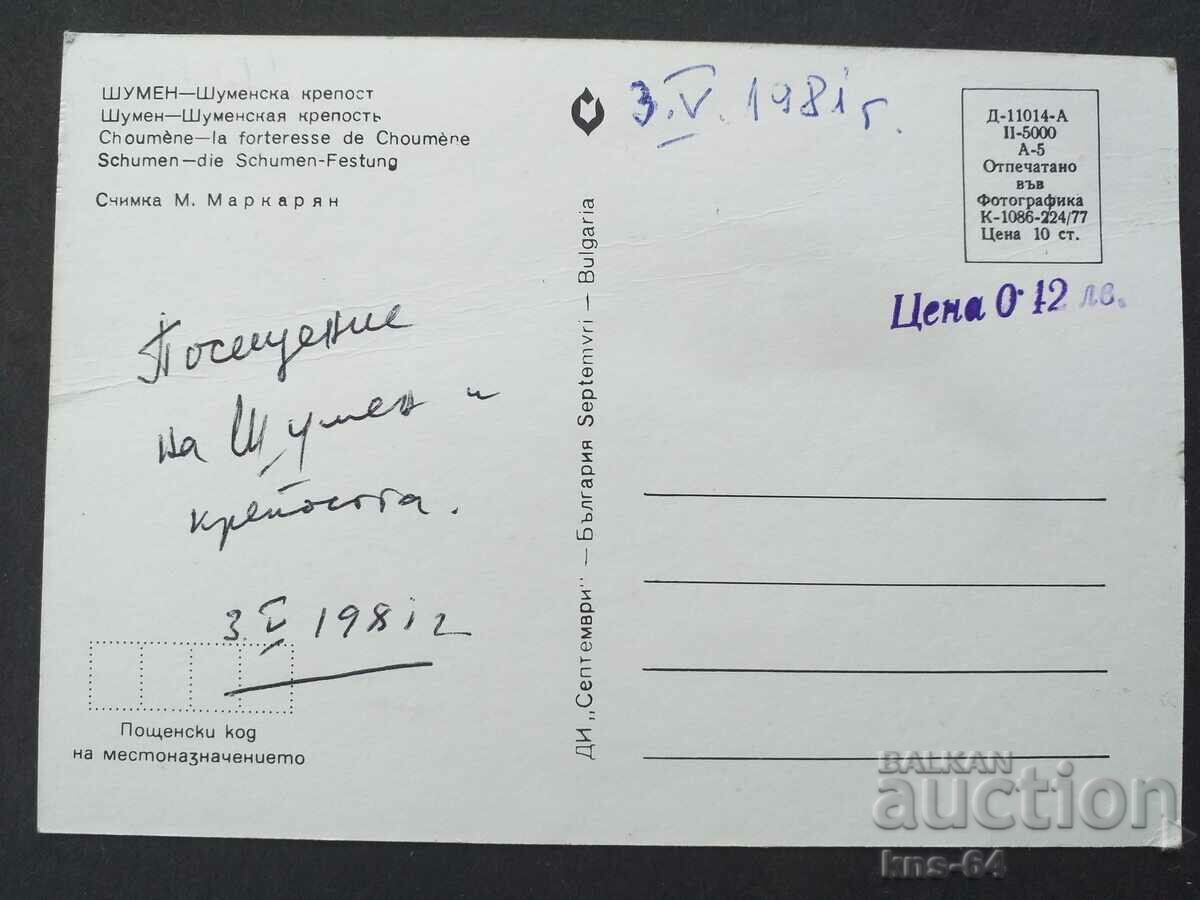 ШУМЕН—Шуменска крепост
Шумен—Шуменская крепость
Choumène—la forteresse de Choumène
Schumen—die Schumen-Festung
Снимка М. Маркарян
Посещение
на Шумен и
крепостта.
3.V 1981 г
Пощенски код
на местоназначението
ДИ „Септември" — България Septemvri — Bulgaria
3.V. 1981 г.
Д-11014-А
II-5000
А-5
Отпечатано
във
Фотографика
К-1086-224/77
Цена 10 ст.
Цена 0·12 лв.
BALKAN
auction
kns-64